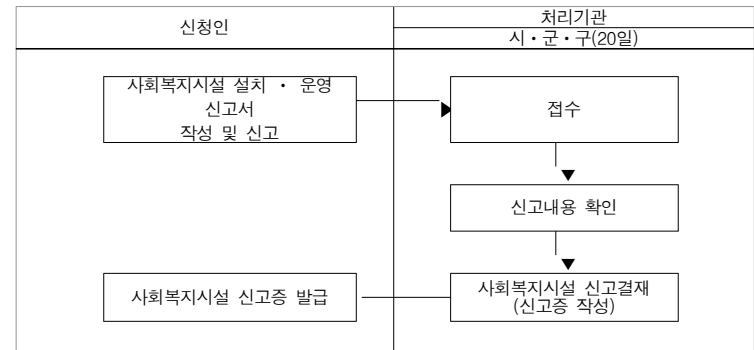 신청인
처리기관
시・군・구(20일)
사회복지시설 설치 ・ 운영
신고서
작성 및 신고
접수
신고내용 확인
사회복지시설 신고증 발급
사회복지시설 신고결재
(신고증 작성)